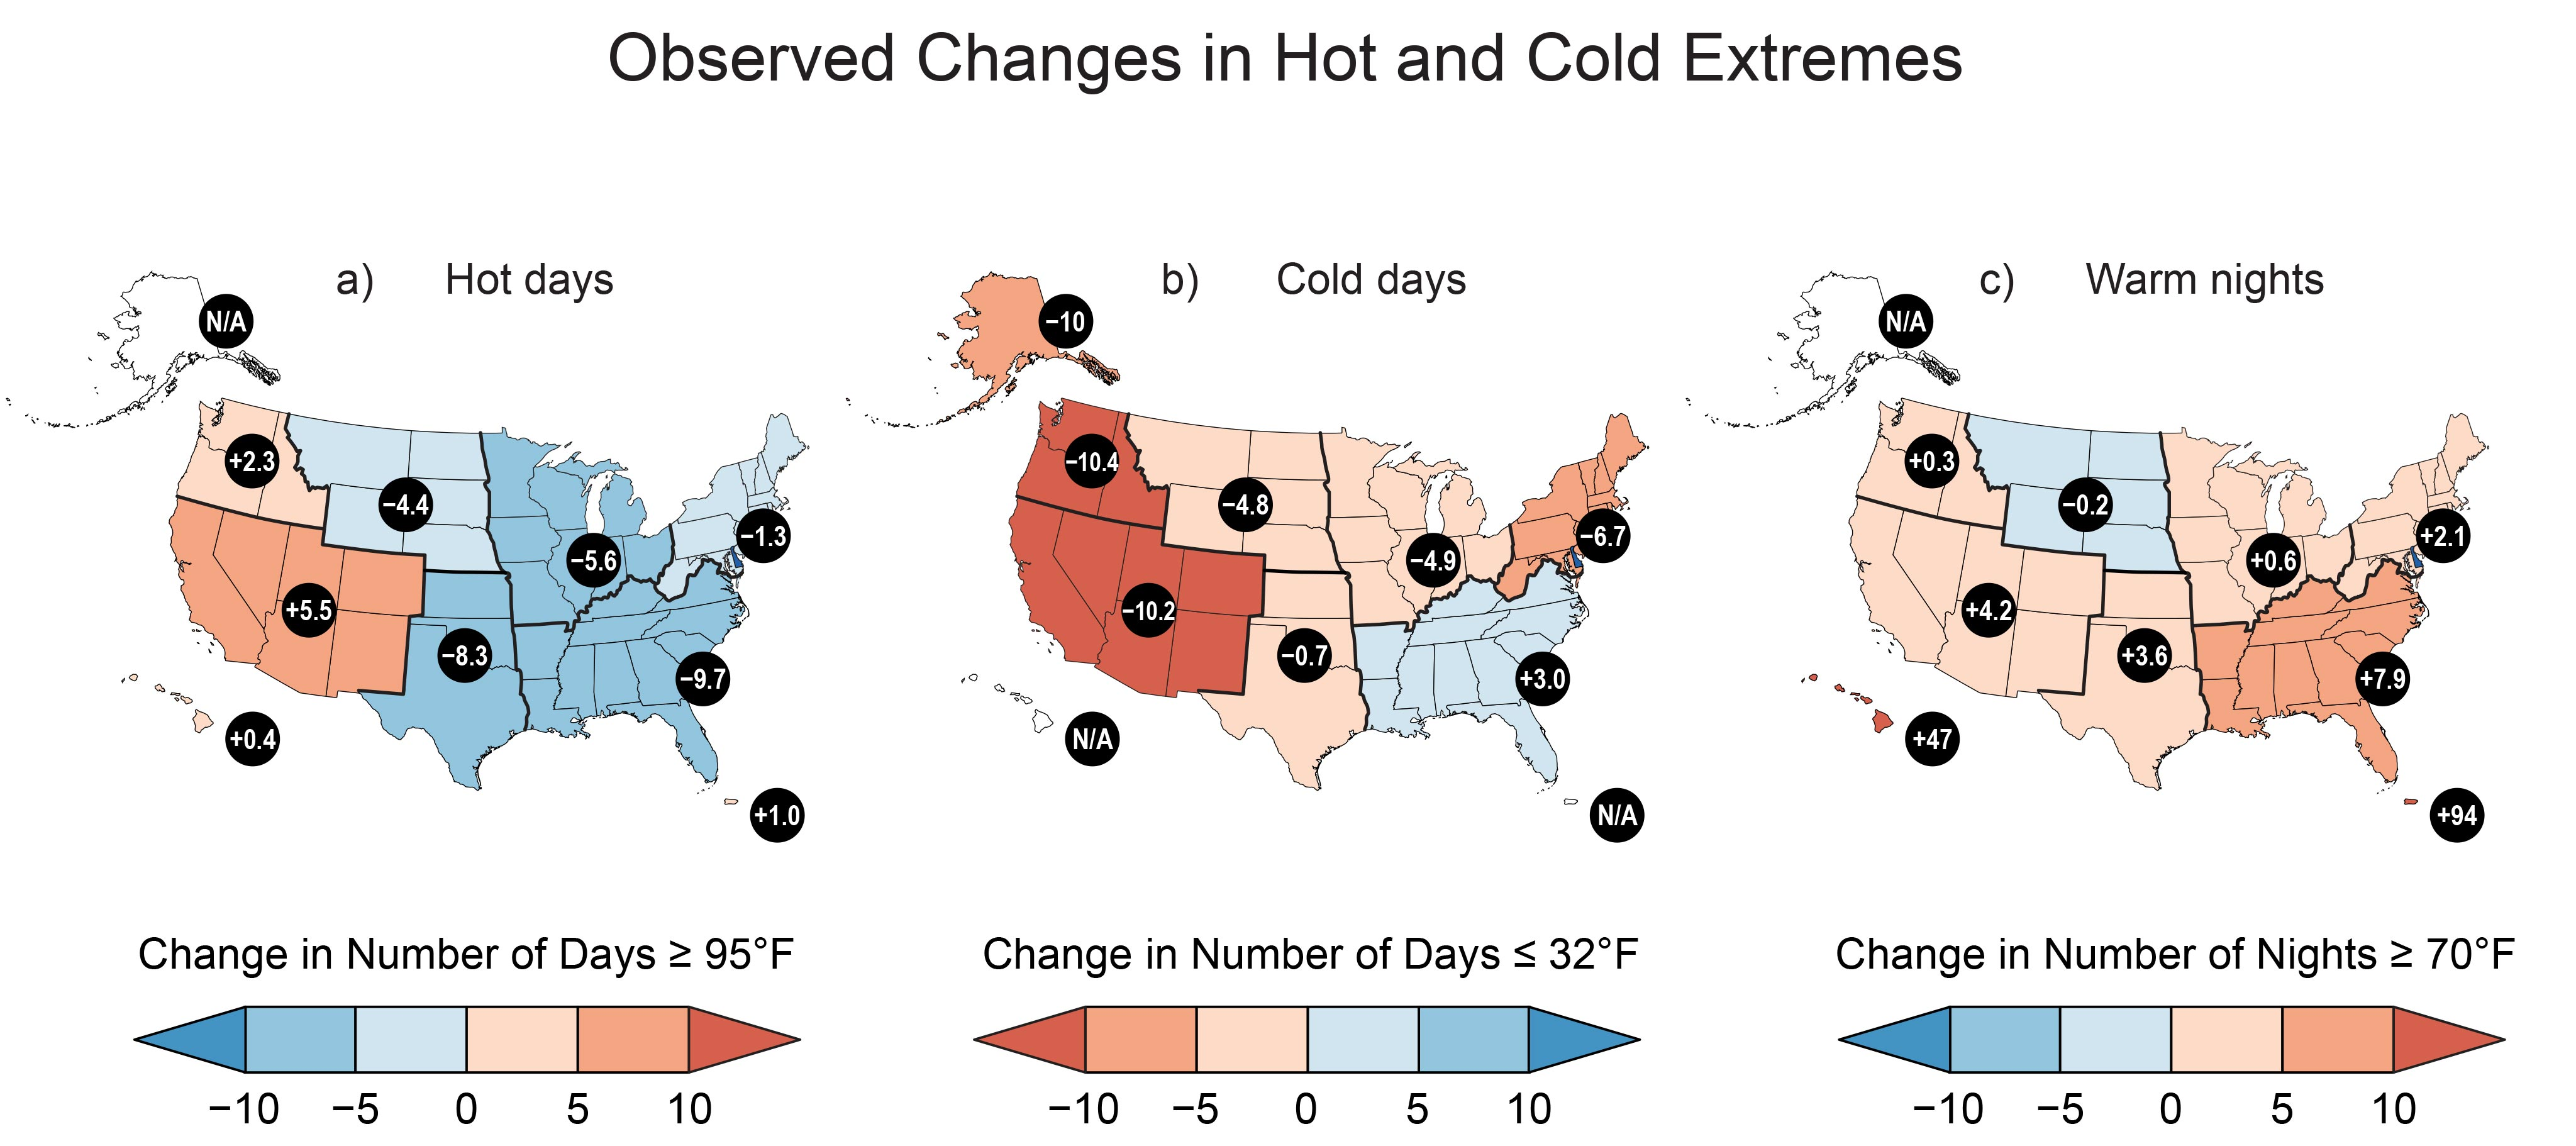 Observed Changes in Hot and Cold Extremes
a) Hot days
N/A
+2.3
−4.4
−1.3
−5.6
+5.5
−8.3
−9.7
+0.4
+1.0
Change in Number of Days ≥ 95°F
−10 −5 0 5 10
b) Cold days
−10
−10.4
−4.8
−6.7
−4.9
−10.2
−0.7
+3.0
N/A
N/A
Change in Number of Days ≤ 32°F
−10 −5 0 5 10
c) Warm nights
N/A
+0.3
−0.2
+2.1
+0.6
+4.2
+3.6
+7.9
+47
+94
Change in Number of Nights ≥ 70°F
−10 −5 0 5 10